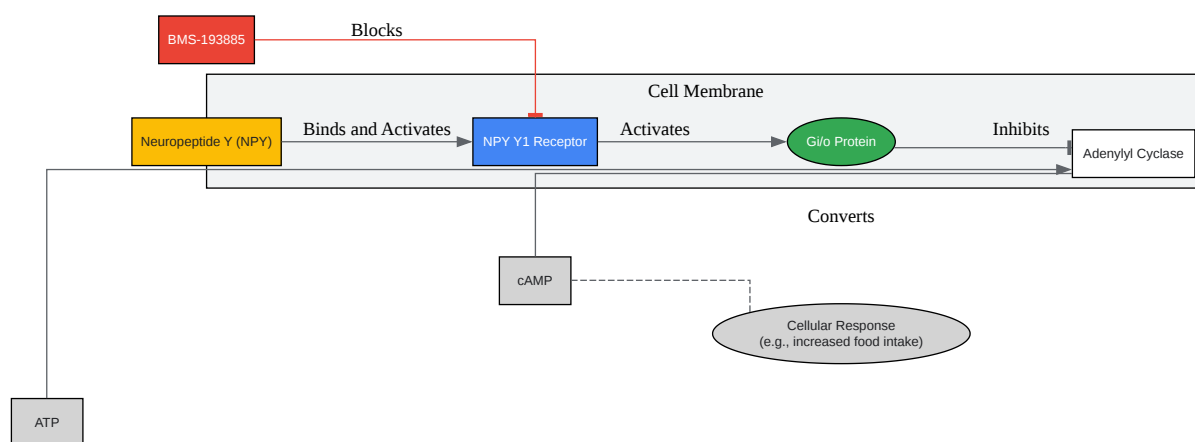 BMS-193885
Blocks
Cell Membrane
Neuropeptide Y (NPY)
Binds and Activates
NPY Y1 Receptor
Activates
Gi/o Protein
Inhibits
Adenylyl Cyclase
Converts
cAMP
Cellular Response
(e.g., increased food intake)
ATP